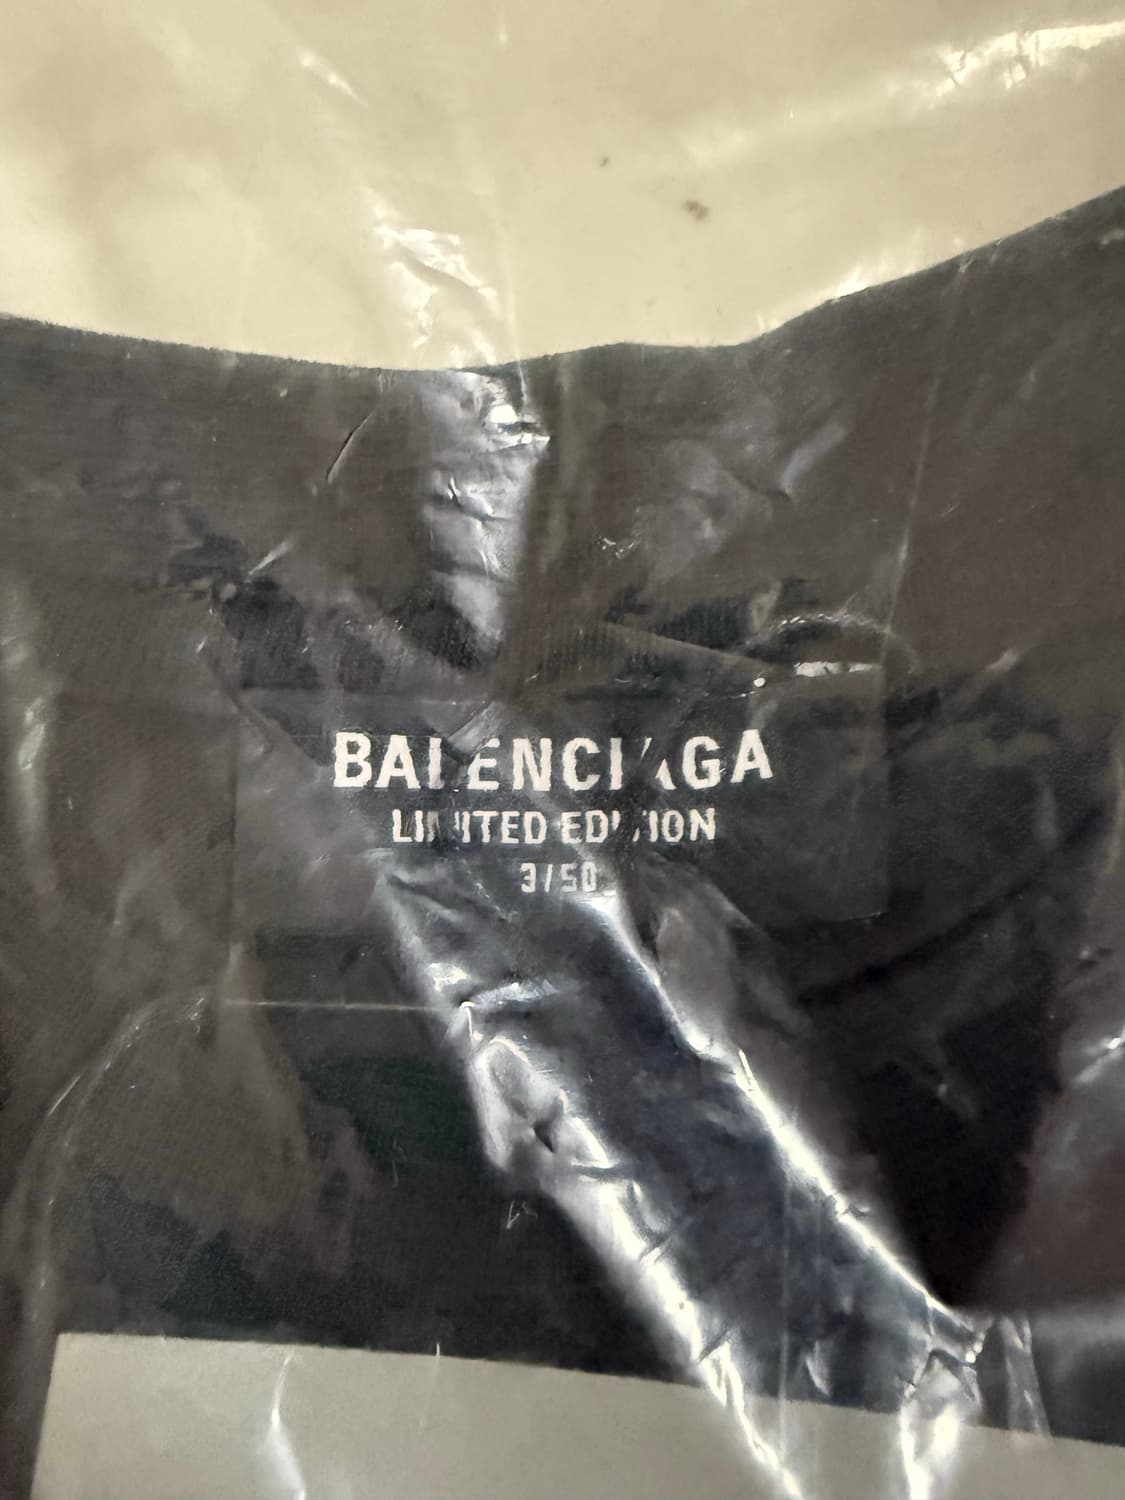 BALENCIAGA
LIMITED EDITION
3/50